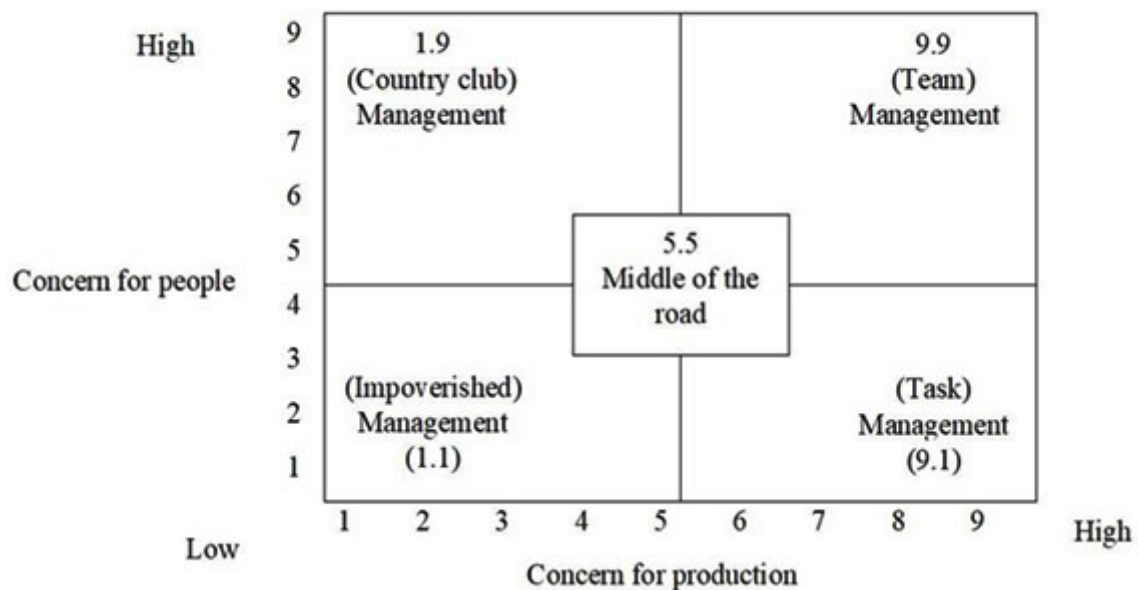 High
9
8
7
6
5
4
3
2
1
Concern for people
Low
1.9
(Country club)
Management
9.9
(Team)
Management
5.5
Middle of the
road
(Impoverished)
Management
(1.1)
(Task)
Management
(9.1)
1 2 3 4 5 6 7 8 9
High
Concern for production